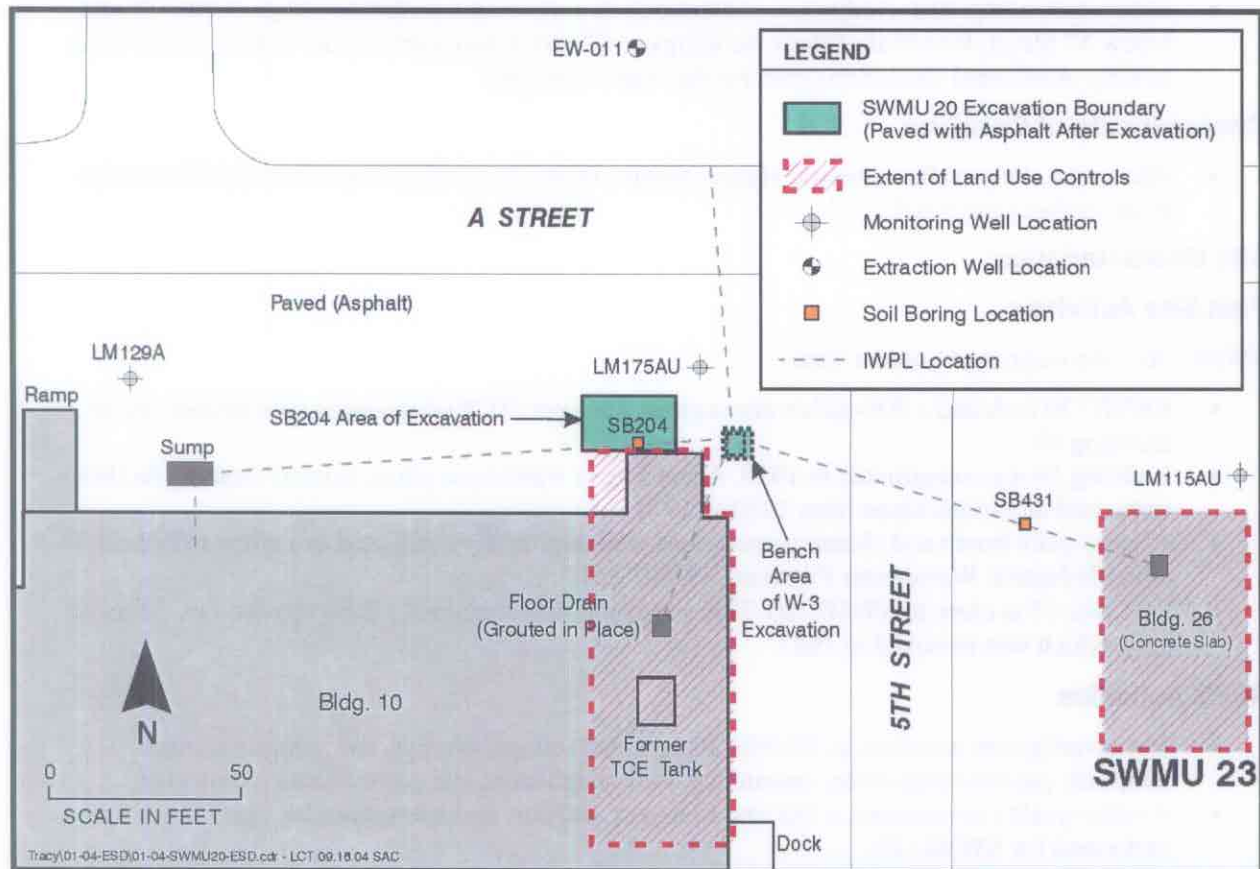 EW-011
LEGEND
SWMU 20 Excavation Boundary
(Paved with Asphalt After Excavation)
Extent of Land Use Controls
Monitoring Well Location
Extraction Well Location
Soil Boring Location
IWPL Location
A STREET
Paved (Asphalt)
LM129A
LM175AU
Ramp
SB204 Area of Excavation
SB204
Sump
LM115AU
SB431
Bench
Area
of W-3
Excavation
Floor Drain
(Grouted in Place)
5TH STREET
Bldg. 26
(Concrete Slab)
Bldg. 10
N
Former
TCE Tank
SWMU 23
0 50
SCALE IN FEET
Dock
Tracy\01-04-ESD\01-04-SWMU20-ESD.cdr - LCT 09.16.04 SAC